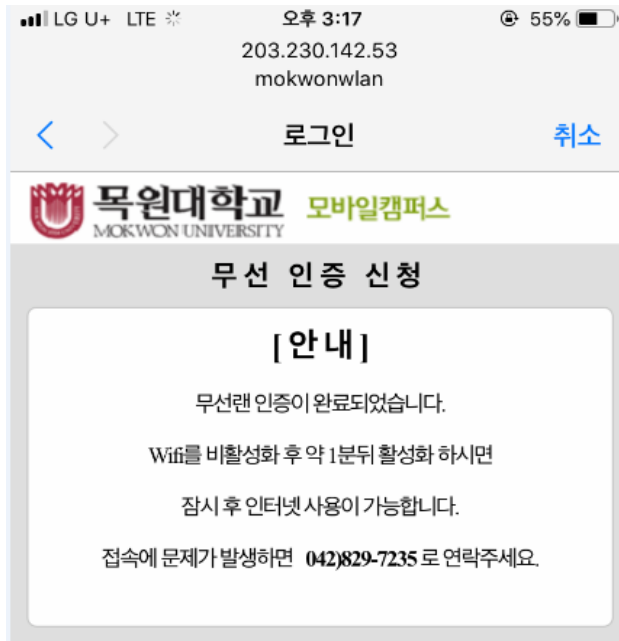 LG U+ LTE 오후 3:17 55%
203.230.142.53
mokwonwlan
로그인 취소
목원대학교 모바일캠퍼스
MOKWON UNIVERSITY
무선 인증 신청
[안내]
무선랜 인증이 완료되었습니다.
Wifi를 비활성화 후 약 1분뒤 활성화 하시면
잠시 후 인터넷 사용이 가능합니다.
접속에 문제가 발생하면 042)829-7235 로 연락주세요.